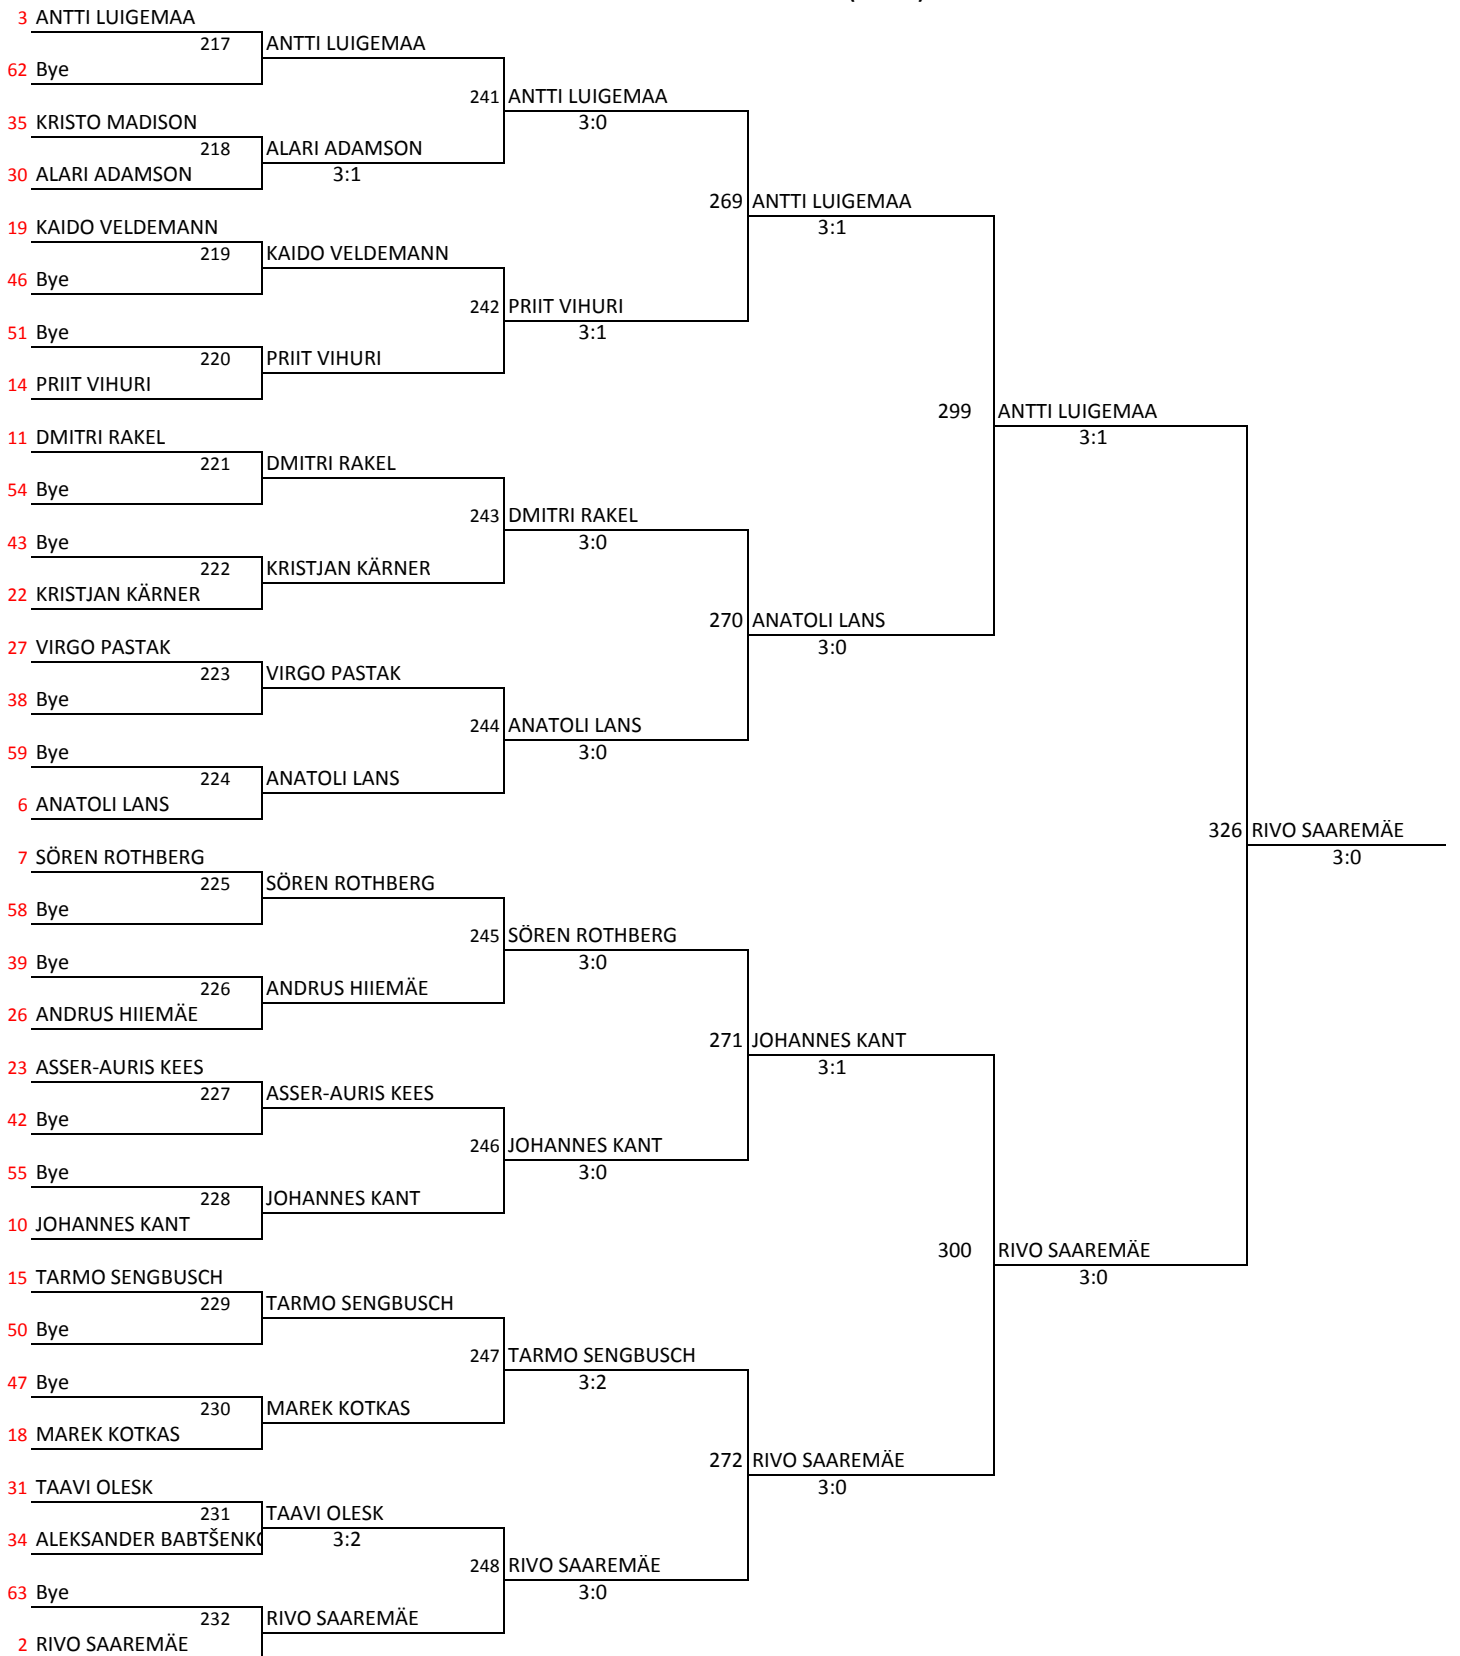 3 ANTTI LUIGEMAA
217 ANTTI LUIGEMAA
62 Bye
241 ANTTI LUIGEMAA
35 KRISTO MADISON 3:0
218 ALARI ADAMSON
30 ALARI ADAMSON 3:1
269 ANTTI LUIGEMAA
19 KAIDO VELDEMANN 3:1
219 KAIDO VELDEMANN
46 Bye
242 PRIIT VIHURI
51 Bye 3:1
220 PRIIT VIHURI
14 PRIIT VIHURI
299 ANTTI LUIGEMAA
11 DMITRI RAKEL 3:1
221 DMITRI RAKEL
54 Bye
243 DMITRI RAKEL
43 Bye 3:0
222 KRISTJAN KÄRNER
22 KRISTJAN KÄRNER
270 ANATOLI LANS
27 VIRGO PASTAK 3:0
223 VIRGO PASTAK
38 Bye
244 ANATOLI LANS
59 Bye 3:0
224 ANATOLI LANS
6 ANATOLI LANS
326 RIVO SAAREMÄE
7 SÖREN ROTHBERG 3:0
225 SÖREN ROTHBERG
58 Bye
245 SÖREN ROTHBERG
39 Bye 3:0
226 ANDRUS HIIEMÄE
26 ANDRUS HIIEMÄE
271 JOHANNES KANT
23 ASSER-AURIS KEES 3:1
227 ASSER-AURIS KEES
42 Bye
246 JOHANNES KANT
55 Bye 3:0
228 JOHANNES KANT
10 JOHANNES KANT
300 RIVO SAAREMÄE
15 TARMO SENGBUSCH 3:0
229 TARMO SENGBUSCH
50 Bye
247 TARMO SENGBUSCH
47 Bye 3:2
230 MAREK KOTKAS
18 MAREK KOTKAS
272 RIVO SAAREMÄE
31 TAAVI OLESK 3:0
231 TAAVI OLESK
34 ALEKSANDER BABTŠENKO 3:2
248 RIVO SAAREMÄE
63 Bye 3:0
232 RIVO SAAREMÄE
2 RIVO SAAREMÄE